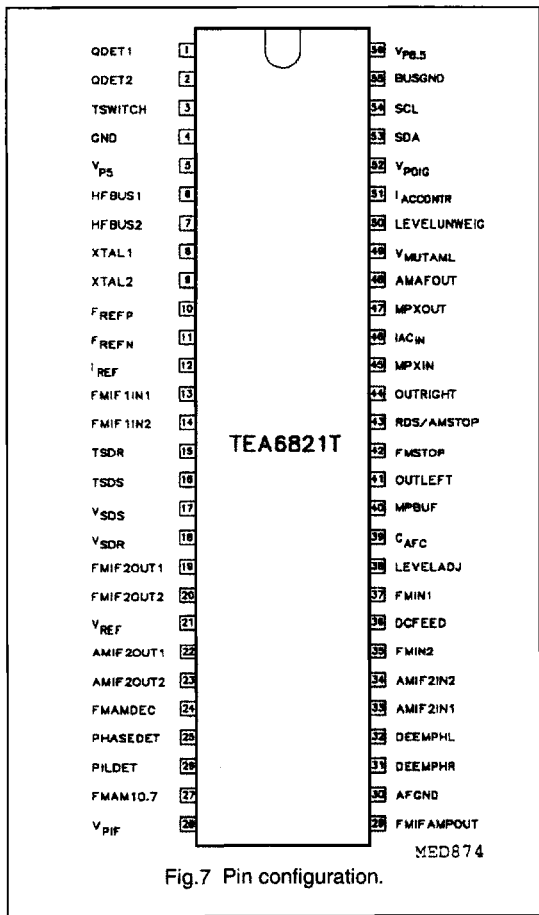 QDET1 1 56 VP8.5
QDET2 2 55 BUSGND
TSWITCH 3 54 SCL
GND 4 53 SDA
VP5 5 52 VPDIG
HFBUS1 6 51 IACCONTR
HFBUS2 7 50 LEVELUNWEIG
XTAL1 8 49 VMUTAML
XTAL2 9 48 AMAFOUT
FREFP 10 47 MPXOUT
FREFN 11 46 IACIN
IREF 12 45 MPXIN
FMIF1IN1 13 44 OUTRIGHT
FMIF1IN2 14 43 RDS/AMSTOP
TEA6821T
TSDR 15 42 FMSTOP
TSDS 16 41 OUTLEFT
VSDS 17 40 MPBUF
VSDR 18 39 CAFC
FMIF2OUT1 19 38 LEVELADJ
FMIF2OUT2 20 37 FMIN1
VREF 21 36 DCFEED
AMIF2OUT1 22 35 FMIN2
AMIF2OUT2 23 34 AMIF2IN2
FMAMDEC 24 33 AMIF2IN1
PHASEDET 25 32 DEEMPHL
PILDET 26 31 DEEMPHR
FMAM10.7 27 30 AFGND
VPIF 28 29 FMIFAMPOUT
MED874
Fig.7 Pin configuration.